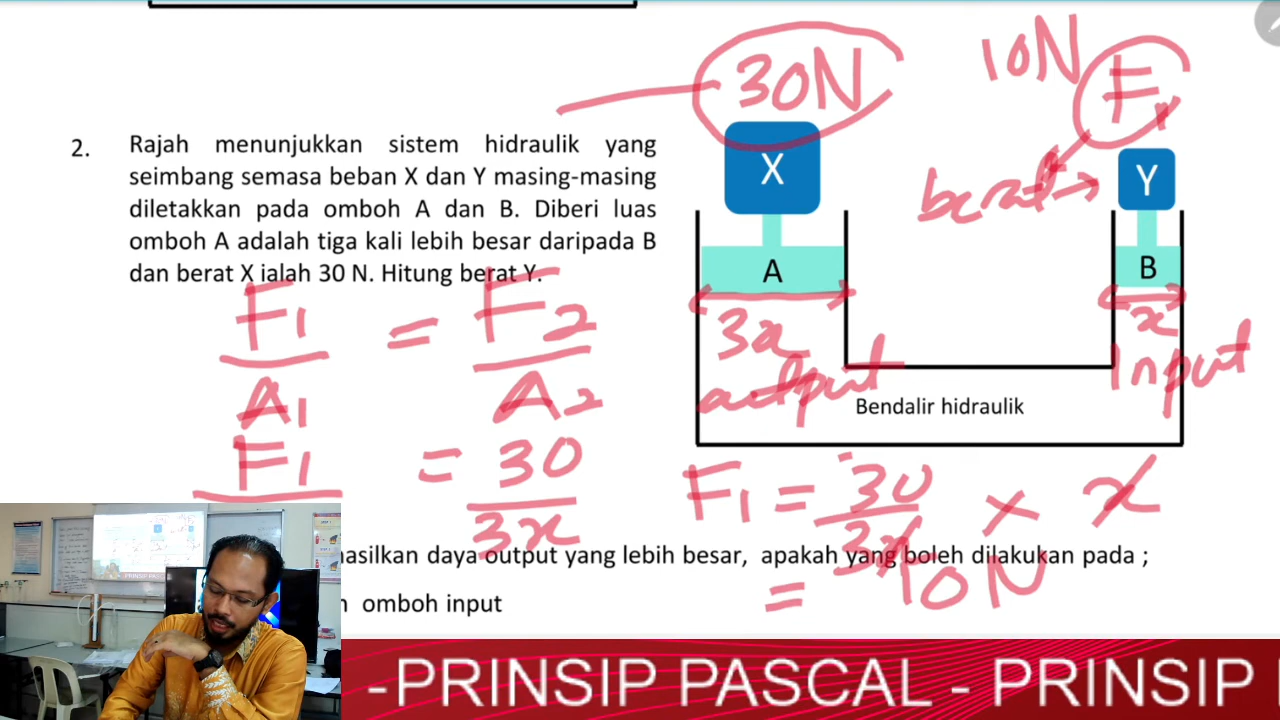 30N
10N F1
2. Rajah menunjukkan sistem hidraulik yang
seimbang semasa beban X dan Y masing-masing
diletakkan pada omboh A dan B. Diberi luas
omboh A adalah tiga kali lebih besar daripada B
dan berat X ialah 30 N. Hitung berat Y.
X
berat → Y
A
B
3x
output
x
Input
Bendalir hidraulik
F1/A1 = F2/A2
F1 = 30/3x
F1 = 30/3x × x
= 10N
asilkan daya output yang lebih besar, apakah yang boleh dilakukan pada ;
omboh input
-PRINSIP PASCAL - PRINSIP